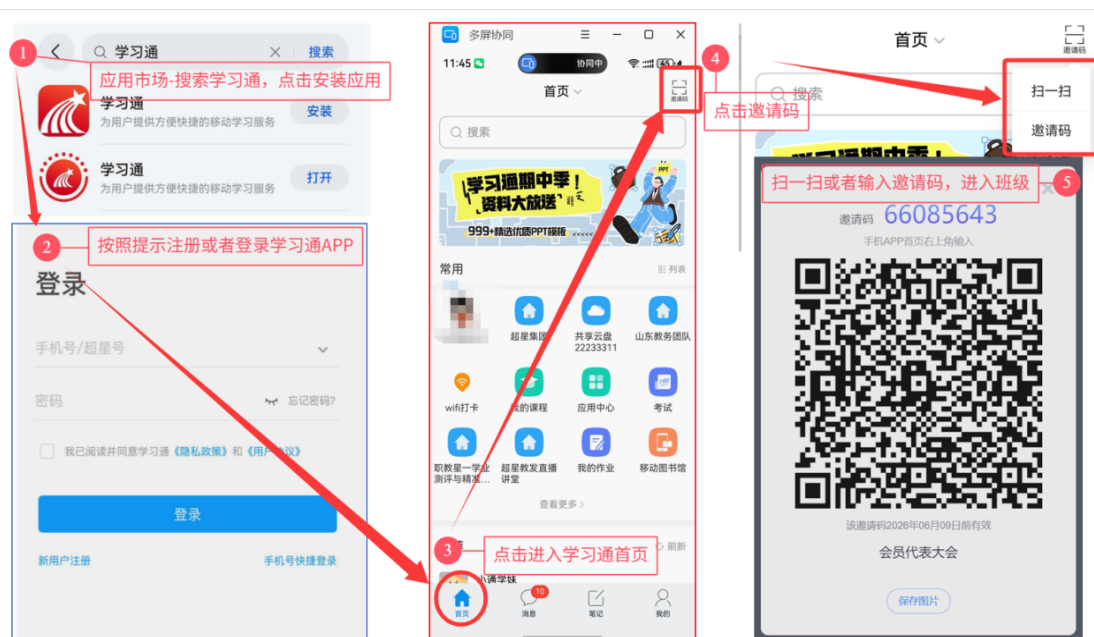 1
学习通
搜索
应用市场-搜索学习通，点击安装应用
学习通
为用户提供方便快捷的移动学习服务
安装
学习通
为用户提供方便快捷的移动学习服务
打开
2
按照提示注册或者登录学习通APP
登录
手机号/超星号
密码
忘记密码?
我已阅读并同意学习通《隐私政策》和《用户协议》
登录
新用户注册
手机号快捷登录
多屏协同
11:45
协同中
45
首页
邀请码
4
点击邀请码
搜索
学习通期中季！
资料大放送
999+精选优质PPT模板
PPT
常用
列表
超星集团
共享云盘
22233311
山东教务团队
wifi打卡
我的课程
应用中心
考试
职教星—学业
测评与精准...
超星教发直播
讲堂
我的作业
移动图书馆
查看更多
刷新
3
点击进入学习通首页
小通学妹
10
首页
消息
笔记
我的
首页
邀请码
搜索
扫一扫
邀请码
扫一扫或者输入邀请码，进入班级
5
邀请码 66085643
手机APP首页右上角输入
该邀请码2026年06月09日前有效
会员代表大会
保存图片